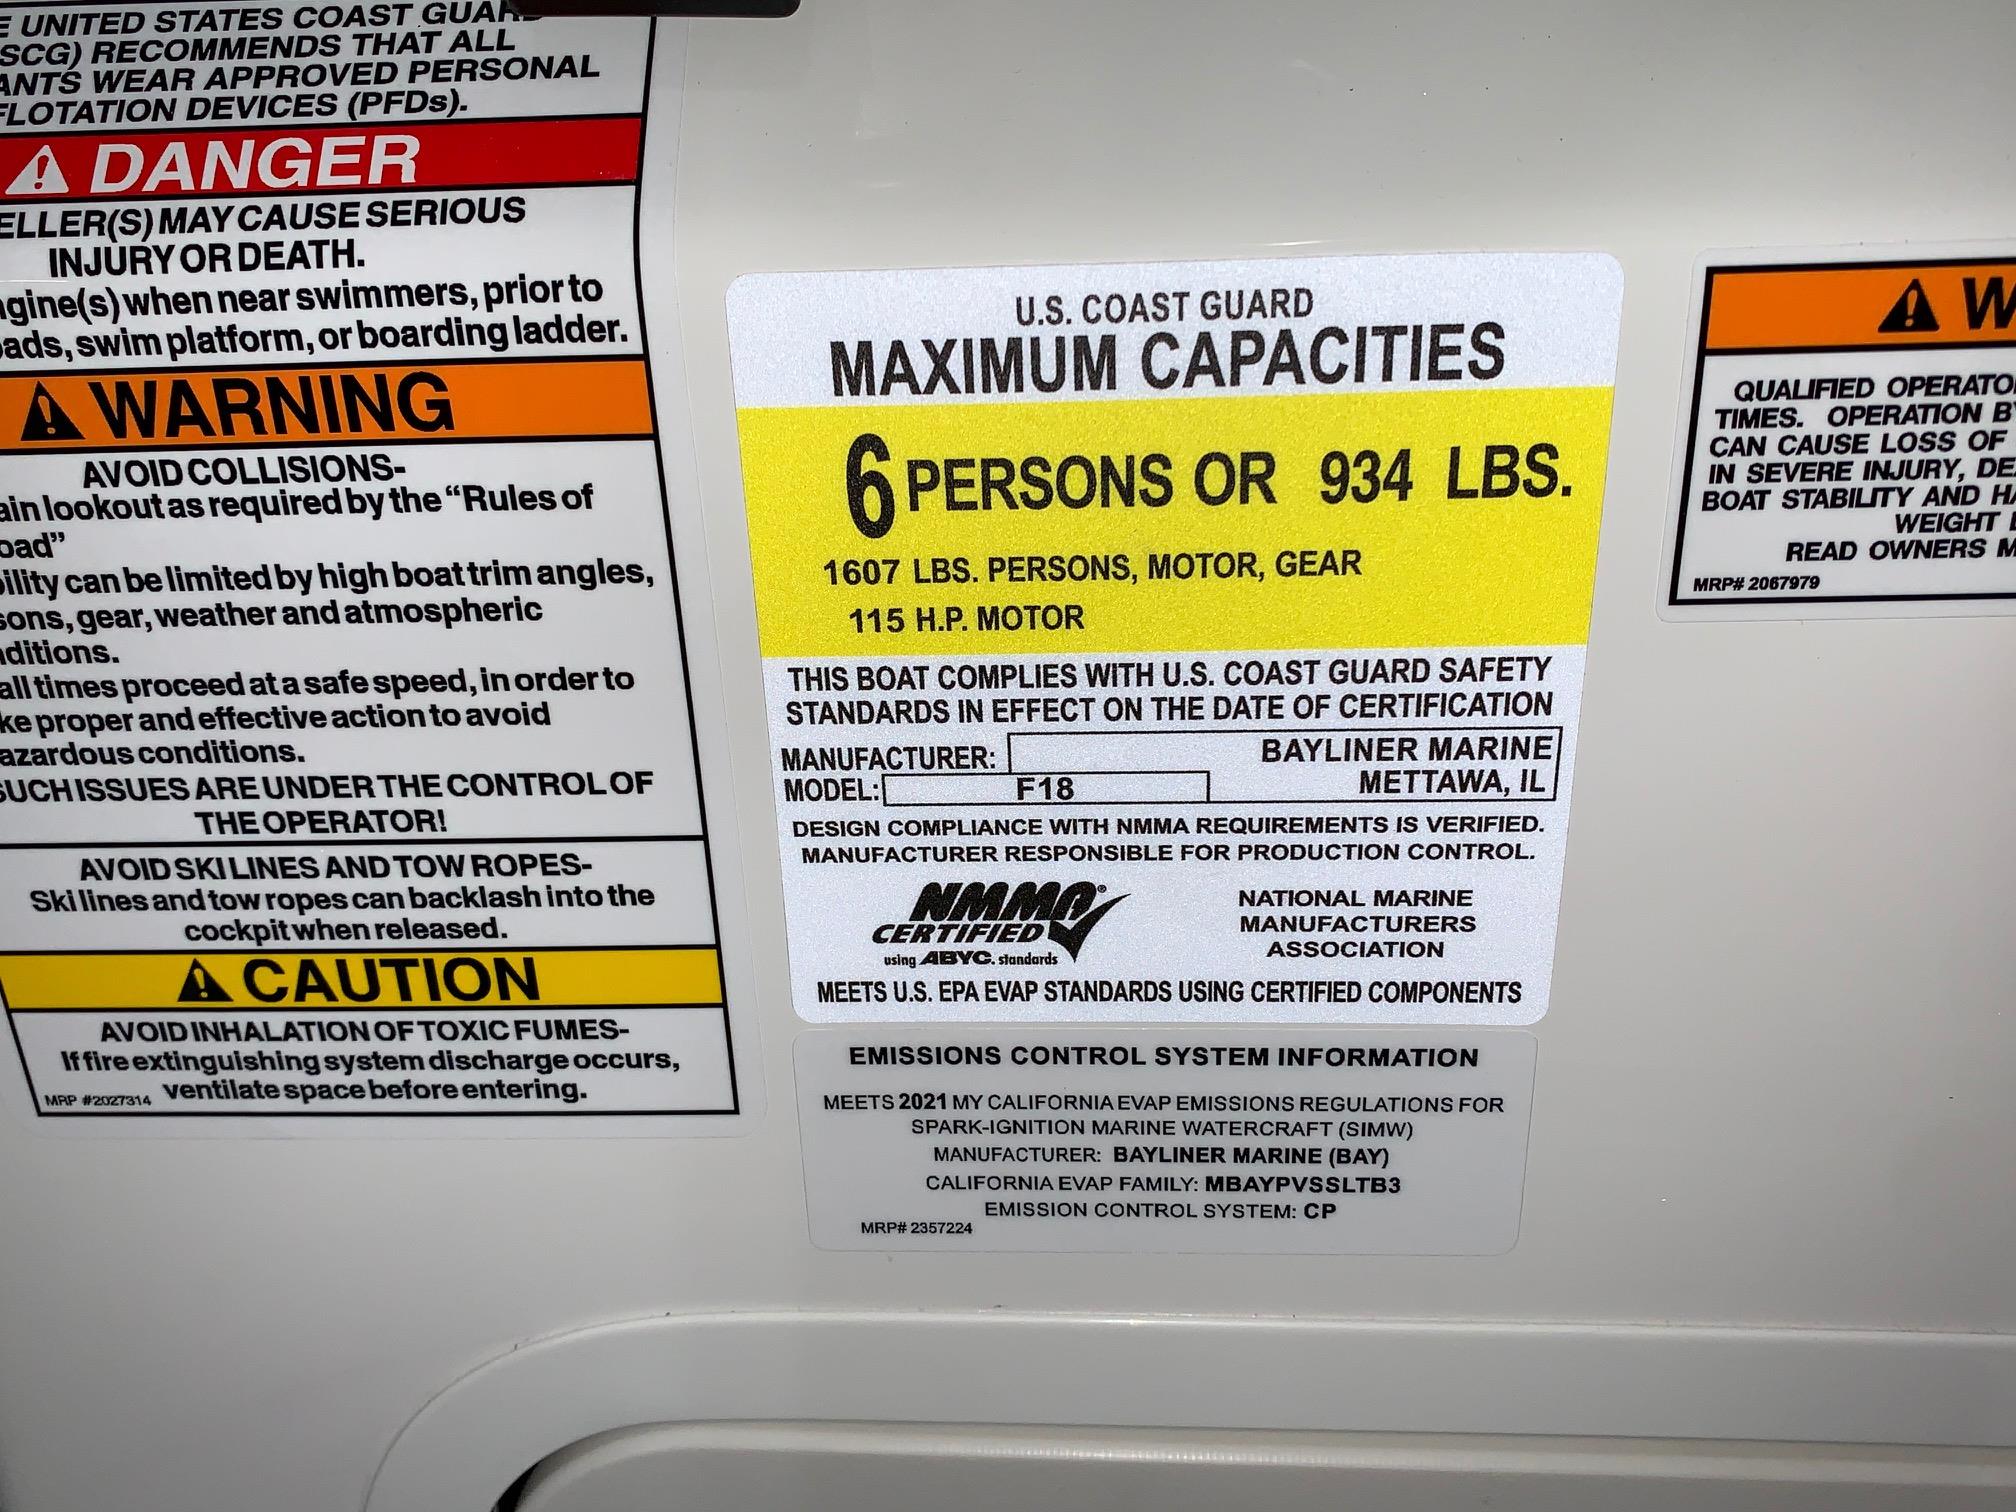 UNITED STATES COAST
RECOMMENDS THAT ALL
WEAR APPROVED PERSONAL
DEVICES (PFDs).
DANGER
MAY CAUSE SERIOUS
INJURY OR DEATH.
when near swimmers, prior to
swim platform, or boarding ladder.
WARNING
AVOID COLLISIONS-
lookout as required by the “Rules of
can be limited by high boat trim angles,
gear, weather and atmospheric
times proceed at a safe speed, in order to
proper and effective action to avoid
conditions.
ISSUES ARE UNDER THE CONTROL OF
THE OPERATOR!
AVOID SKI LINES AND TOW ROPES-
Ski lines and tow ropes can backlash into the
cockpit when released.
CAUTION
AVOID INHALATION OF TOXIC FUMES-
If fire extinguishing system discharge occurs,
MRP #2027314 ventilate space before entering.
U.S. COAST GUARD
MAXIMUM CAPACITIES
6 PERSONS OR 934 LBS.
1607 LBS. PERSONS, MOTOR, GEAR
115 H.P. MOTOR
THIS BOAT COMPLIES WITH U.S. COAST GUARD SAFETY
STANDARDS IN EFFECT ON THE DATE OF CERTIFICATION
MANUFACTURER: BAYLINER MARINE
MODEL: F18 METTAWA, IL
DESIGN COMPLIANCE WITH NMMA REQUIREMENTS IS VERIFIED.
MANUFACTURER RESPONSIBLE FOR PRODUCTION CONTROL.
NMMA®
CERTIFIED
using ABYC. standards
NATIONAL MARINE
MANUFACTURERS
ASSOCIATION
MEETS U.S. EPA EVAP STANDARDS USING CERTIFIED COMPONENTS
EMISSIONS CONTROL SYSTEM INFORMATION
MEETS 2021 MY CALIFORNIA EVAP EMISSIONS REGULATIONS FOR
SPARK-IGNITION MARINE WATERCRAFT (SIMW)
MANUFACTURER: BAYLINER MARINE (BAY)
CALIFORNIA EVAP FAMILY: MBAYPVSSLTB3
EMISSION CONTROL SYSTEM: CP
MRP# 2357224
QUALIFIED
TIMES. OPERATION
CAN CAUSE LOSS OF
IN SEVERE INJURY,
BOAT STABILITY AND
WEIGHT
READ OWNERS
MRP# 2067979